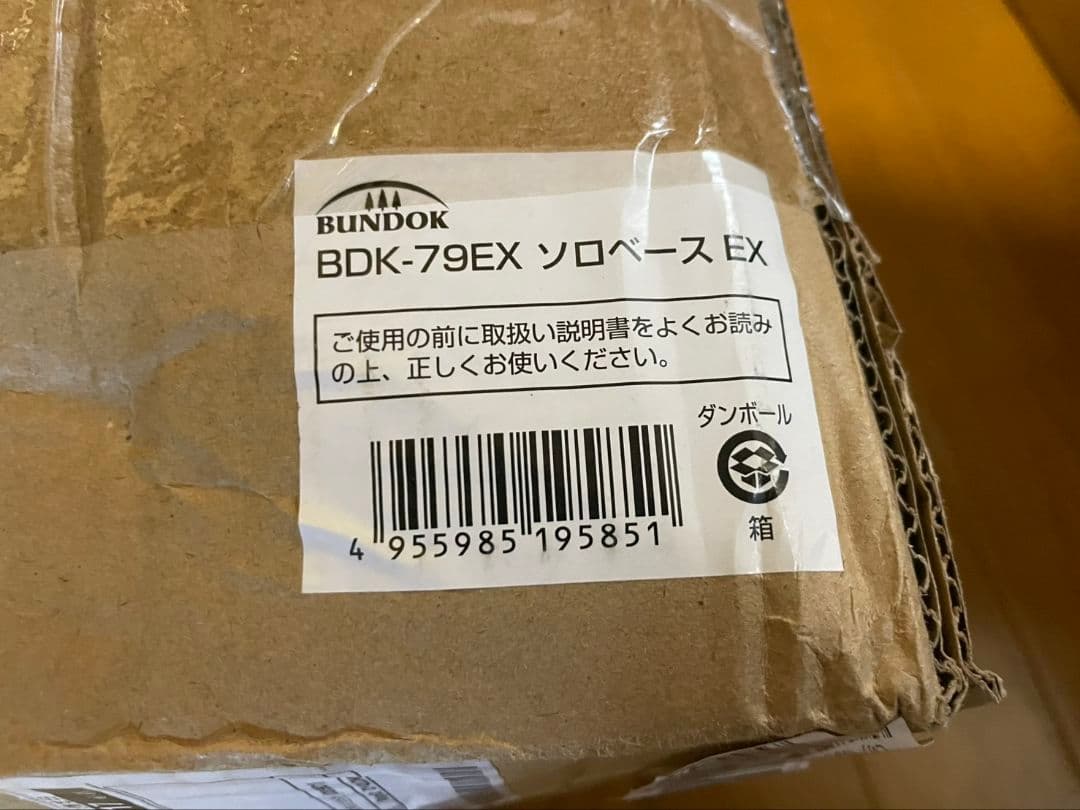 BUNDOK
BDK-79EX ソロベース EX
ご使用の前に取扱い説明書をよくお読み
の上、正しくお使いください。
ダンボール
箱
4 955985 195851